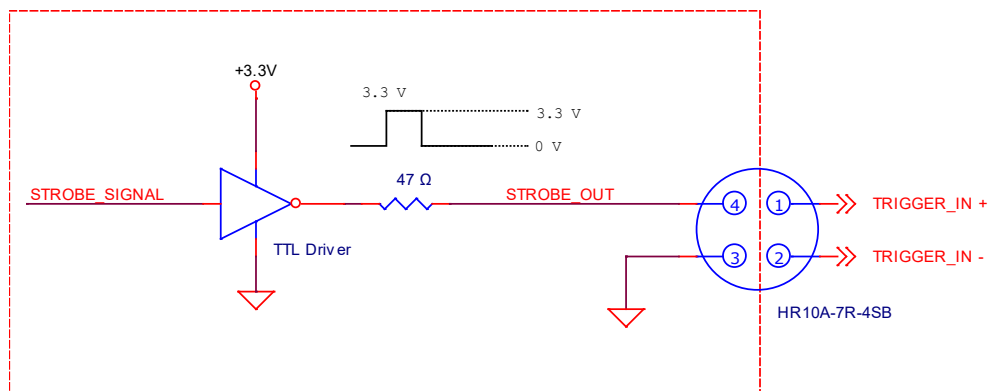 +3.3V
3.3 V
3.3 V
0 V
STROBE_SIGNAL
47 Ω
STROBE_OUT
4
1
TRIGGER_IN +
TTL Driver
3
2
TRIGGER_IN -
HR10A-7R-4SB